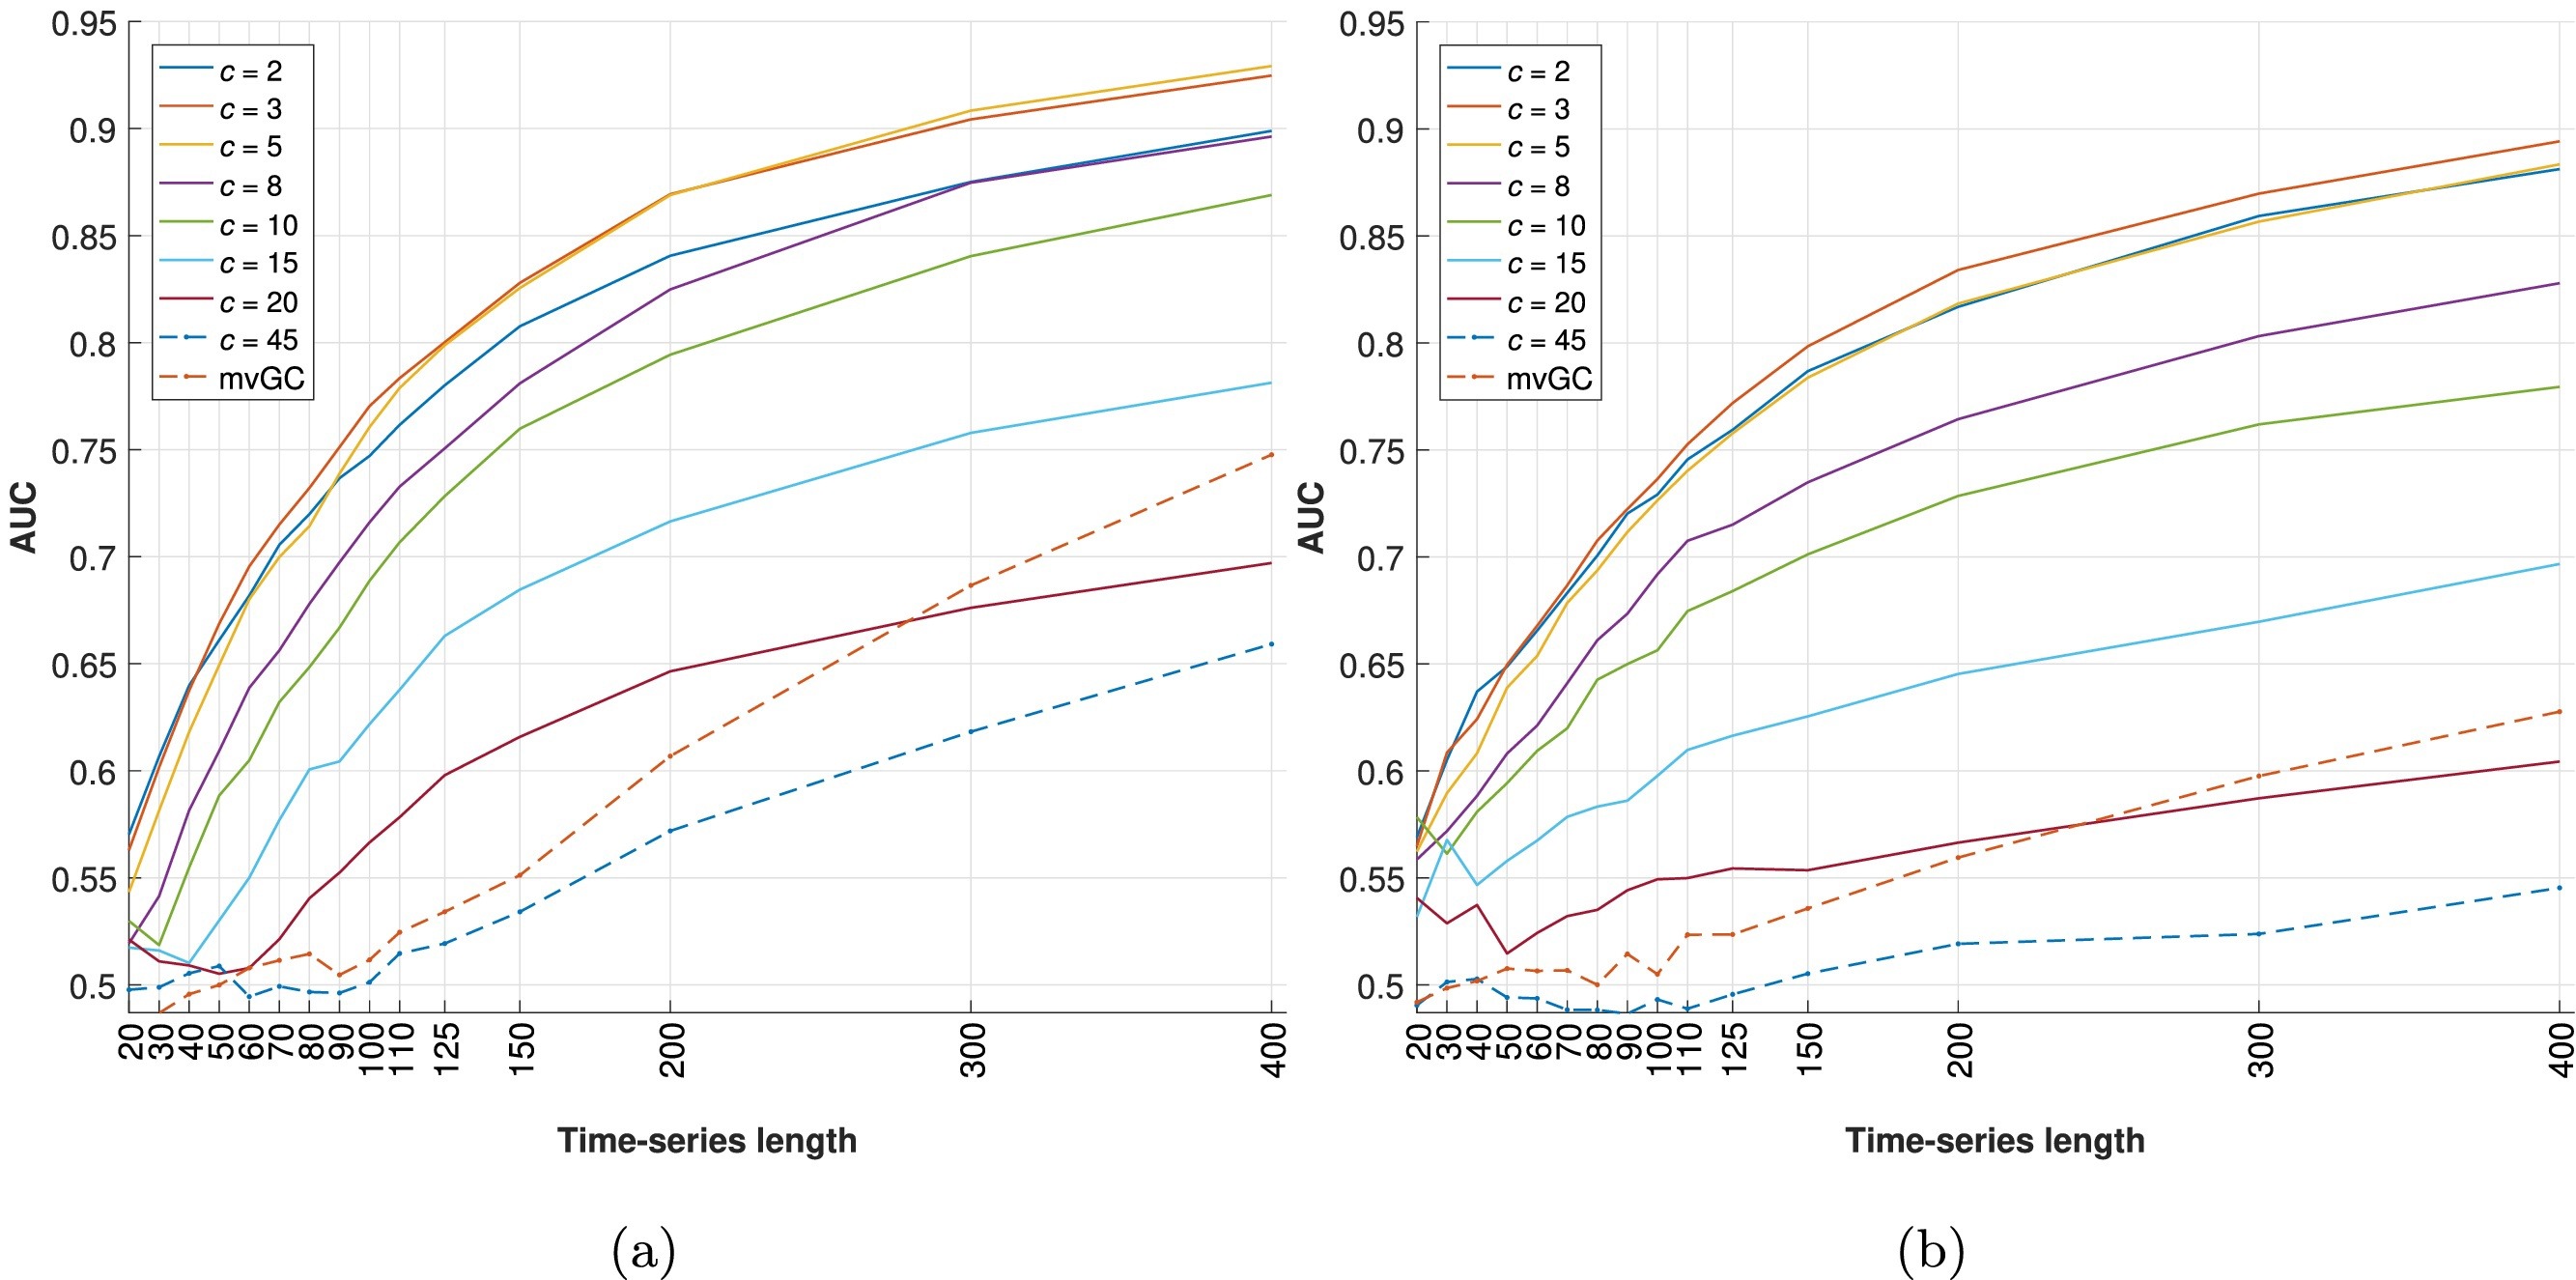 0.95
0.9
0.85
0.8
0.75
0.7
0.65
0.6
0.55
0.5
AUC
c = 2
c = 3
c = 5
c = 8
c = 10
c = 15
c = 20
c = 45
mvGC
20 30 40 50 60 70 80 90 100 110 125 150 200 300 400
Time-series length
(a)
0.95
0.9
0.85
0.8
0.75
0.7
0.65
0.6
0.55
0.5
AUC
c = 2
c = 3
c = 5
c = 8
c = 10
c = 15
c = 20
c = 45
mvGC
20 30 40 50 60 70 80 90 100 110 125 150 200 300 400
Time-series length
(b)